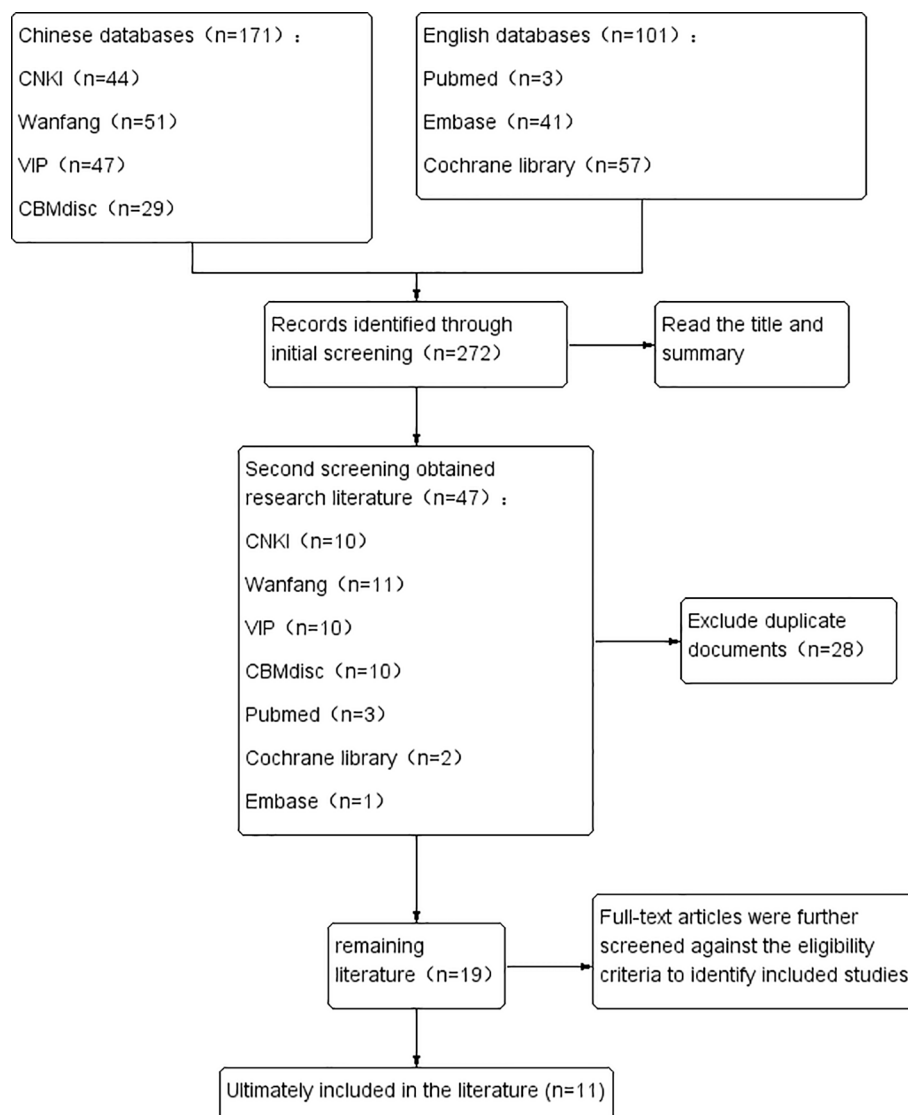 Chinese databases（n=171）：
CNKI（n=44）
Wanfang（n=51）
VIP（n=47）
CBMdisc（n=29）
English databases（n=101）：
Pubmed（n=3）
Embase（n=41）
Cochrane library（n=57）
Records identified through
initial screening（n=272）
Read the title and
summary
Second screening obtained
research literature（n=47）：
CNKI（n=10）
Wanfang（n=11）
VIP（n=10）
CBMdisc（n=10）
Pubmed（n=3）
Cochrane library（n=2）
Embase（n=1）
Exclude duplicate
documents（n=28）
remaining
literature（n=19）
Full-text articles were further
screened against the eligibility
criteria to identify included studies
Ultimately included in the literature (n=11)